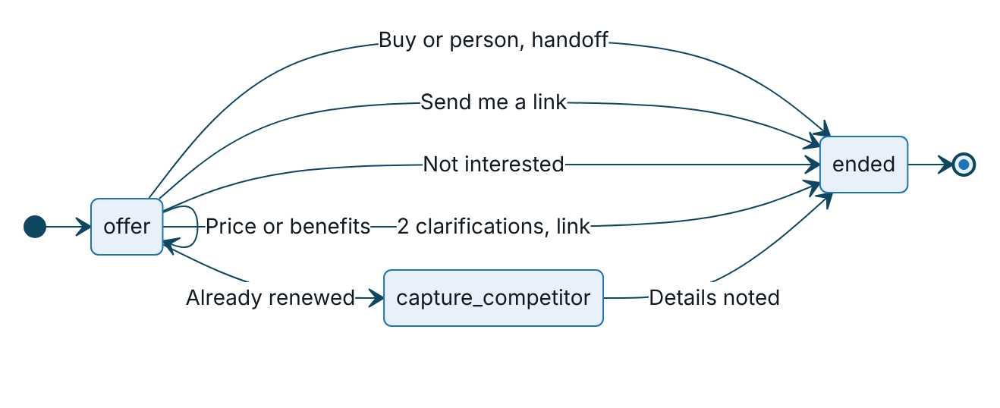 Buy or person, handoff
Send me a link
Not interested
ended
offer
Price or benefits
2 clarifications, link
Already renewed
capture_competitor
Details noted